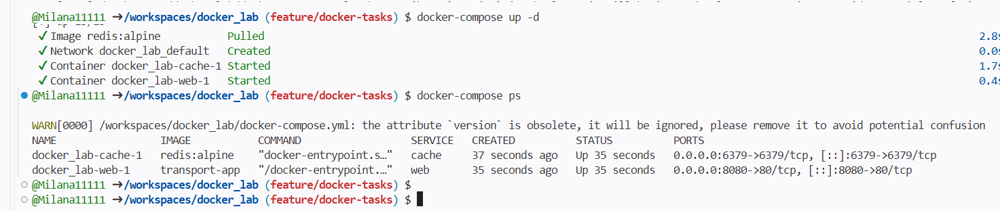 @Milana11111 ➜/workspaces/docker_lab (feature/docker-tasks) $ docker-compose up -d
✓ Image redis:alpine Pulled 2.8s
✓ Network docker_lab_default Created 0.0s
✓ Container docker_lab-cache-1 Started 1.7s
✓ Container docker_lab-web-1 Started 0.4s
@Milana11111 ➜/workspaces/docker_lab (feature/docker-tasks) $ docker-compose ps
WARN[0000] /workspaces/docker_lab/docker-compose.yml: the attribute `version` is obsolete, it will be ignored, please remove it to avoid potential confusion
NAME IMAGE COMMAND SERVICE CREATED STATUS PORTS
docker_lab-cache-1 redis:alpine "docker-entrypoint.s…" cache 37 seconds ago Up 35 seconds 0.0.0.0:6379->6379/tcp, [::]:6379->6379/tcp
docker_lab-web-1 transport-app "/docker-entrypoint.…" web 35 seconds ago Up 35 seconds 0.0.0.0:8080->80/tcp, [::]:8080->80/tcp
@Milana11111 ➜/workspaces/docker_lab (feature/docker-tasks) $
@Milana11111 ➜/workspaces/docker_lab (feature/docker-tasks) $